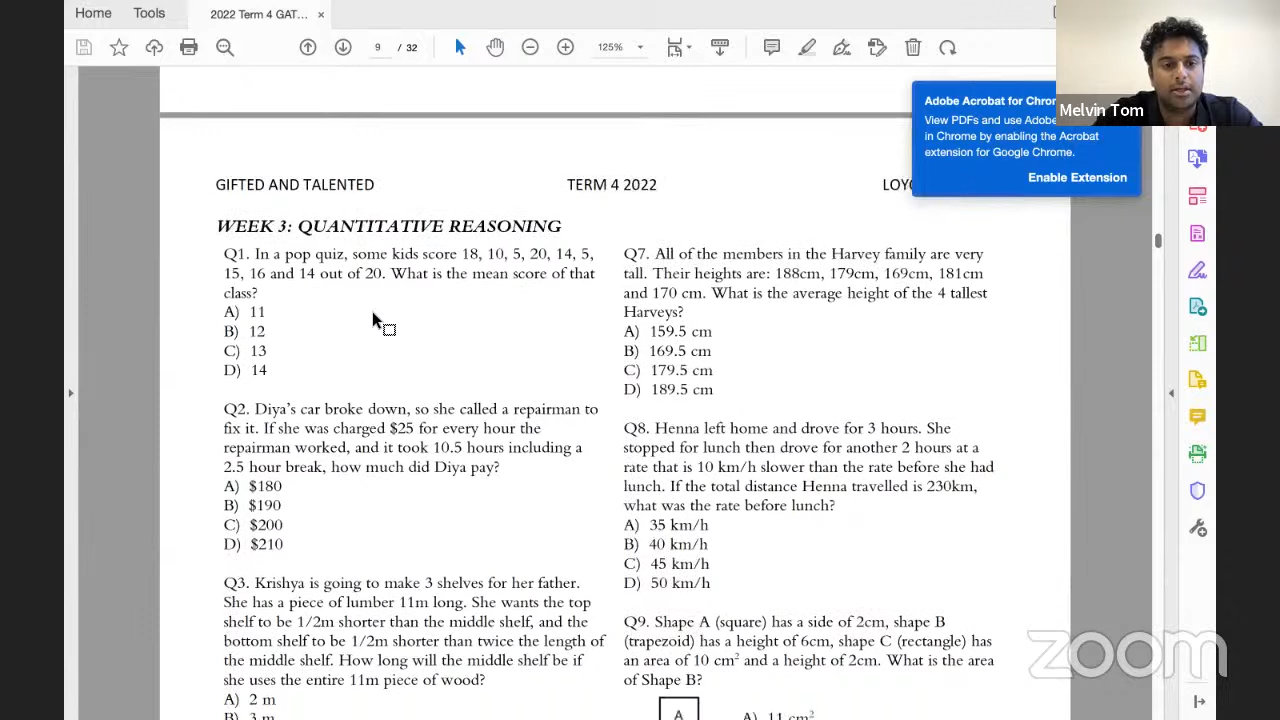 Home Tools 2022 Term 4 GAT... ×
9 / 32 125%
Adobe Acrobat for Chrom
View PDFs and use Adobe
in Chrome by enabling the Acrobat
extension for Google Chrome.
Enable Extension
Melvin Tom
GIFTED AND TALENTED TERM 4 2022
WEEK 3: QUANTITATIVE REASONING
Q1. In a pop quiz, some kids score 18, 10, 5, 20, 14, 5,
15, 16 and 14 out of 20. What is the mean score of that
class?
A) 11
B) 12
C) 13
D) 14
Q2. Diya’s car broke down, so she called a repairman to
fix it. If she was charged $25 for every hour the
repairman worked, and it took 10.5 hours including a
2.5 hour break, how much did Diya pay?
A) $180
B) $190
C) $200
D) $210
Q3. Krishya is going to make 3 shelves for her father.
She has a piece of lumber 11m long. She wants the top
shelf to be 1/2m shorter than the middle shelf, and the
bottom shelf to be 1/2m shorter than twice the length of
the middle shelf. How long will the middle shelf be if
she uses the entire 11m piece of wood?
A) 2 m
B) 3 m
Q7. All of the members in the Harvey family are very
tall. Their heights are: 188cm, 179cm, 169cm, 181cm
and 170 cm. What is the average height of the 4 tallest
Harveys?
A) 159.5 cm
B) 169.5 cm
C) 179.5 cm
D) 189.5 cm
Q8. Henna left home and drove for 3 hours. She
stopped for lunch then drove for another 2 hours at a
rate that is 10 km/h slower than the rate before she had
lunch. If the total distance Henna travelled is 230km,
what was the rate before lunch?
A) 35 km/h
B) 40 km/h
C) 45 km/h
D) 50 km/h
Q9. Shape A (square) has a side of 2cm, shape B
(trapezoid) has a height of 6cm, shape C (rectangle) has
an area of 10 cm² and a height of 2cm. What is the area
of Shape B?
A A) 11 cm²
zoom